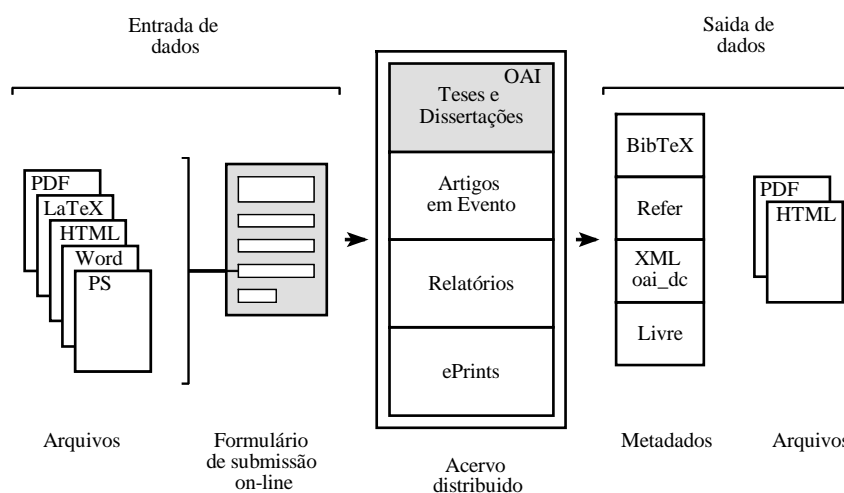 Entrada de
dados
Saida de
dados
PDF
LaTeX
HTML
Word
PS
OAI
Teses e
Dissertações
Artigos
em Evento
Relatórios
ePrints
BibTeX
Refer
XML
oai_dc
Livre
PDF
HTML
Arquivos
Formulário
de submissão
on-line
Acervo
distribuido
Metadados
Arquivos